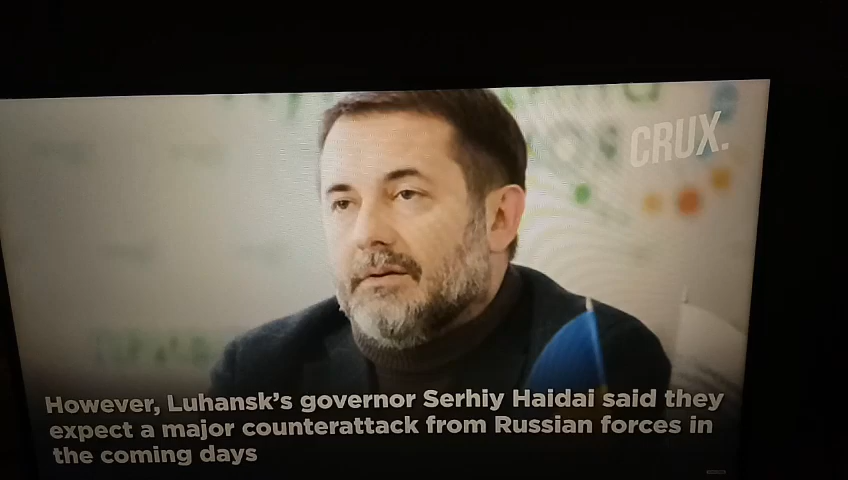 CRUX.
However, Luhansk's governor Serhiy Haidai said they
expect a major counterattack from Russian forces in
the coming days